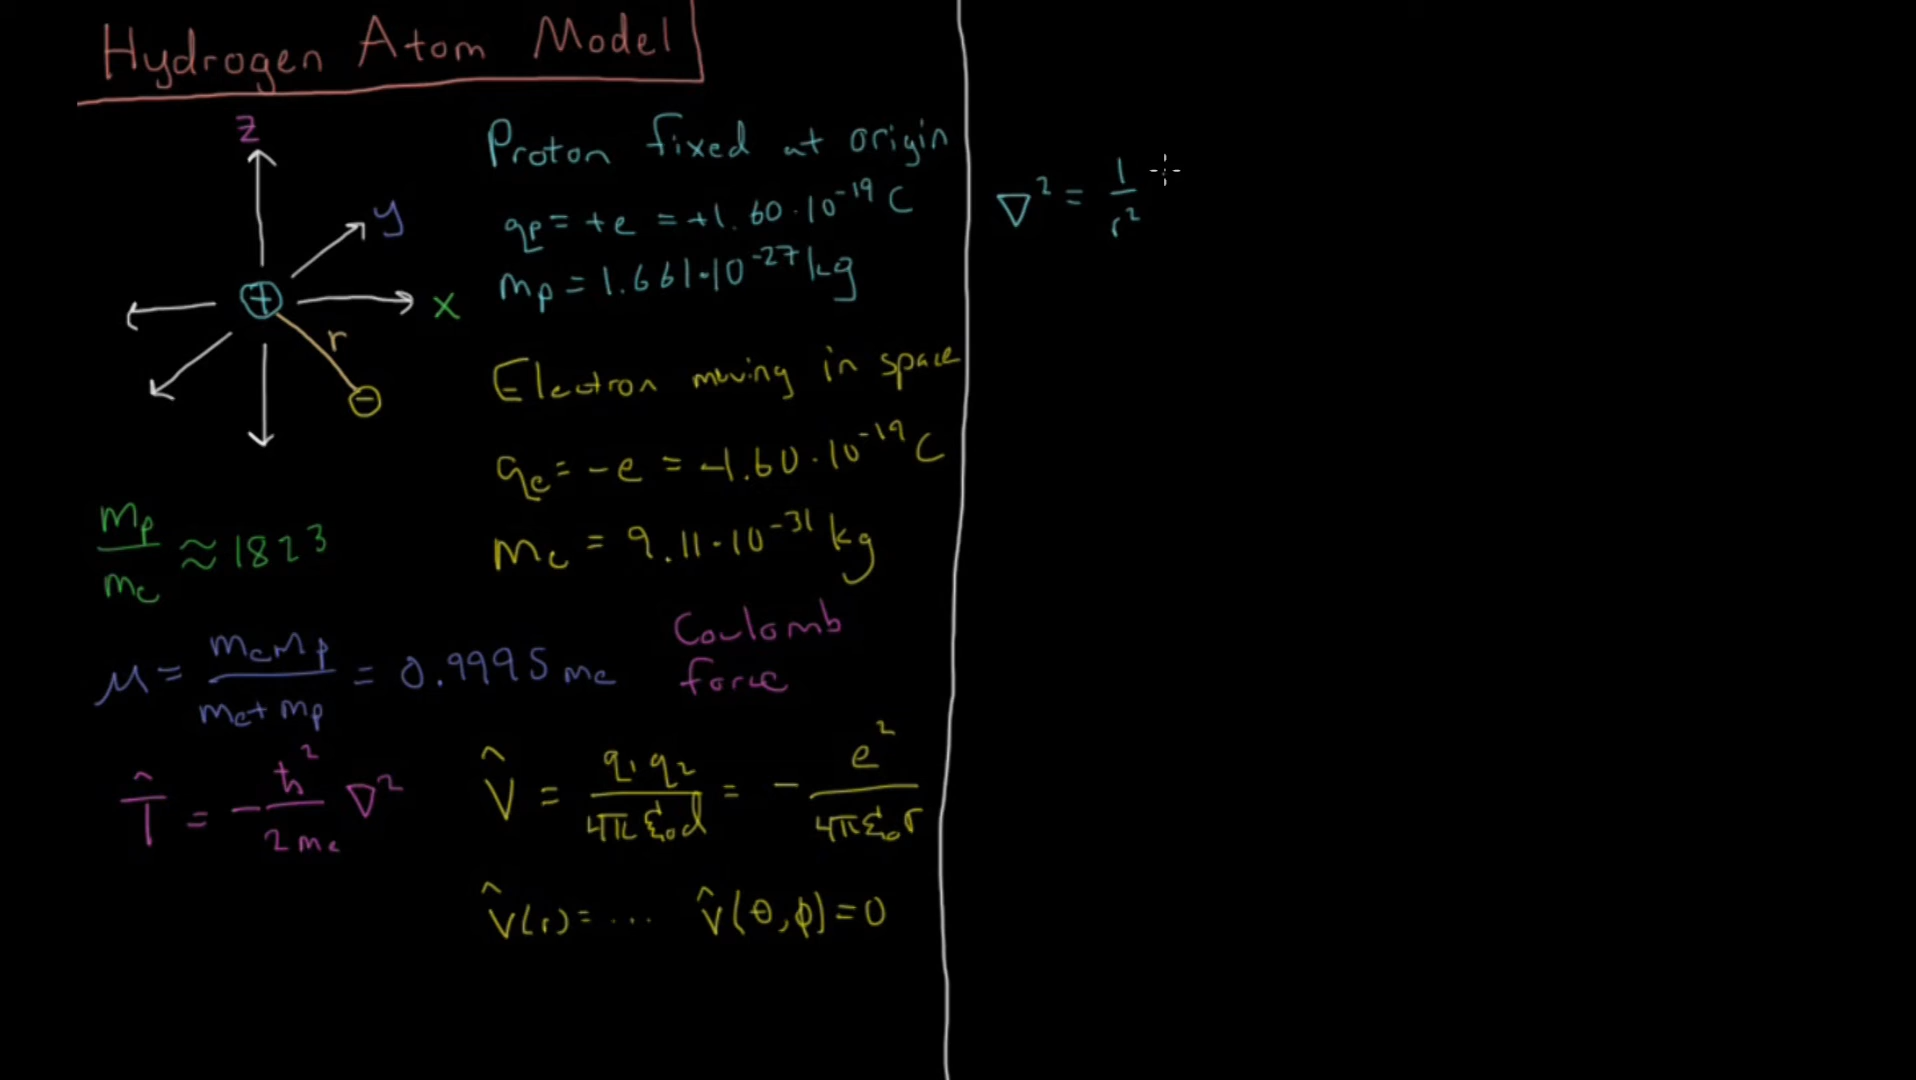 Hydrogen Atom Model
z
y
x
r
+
−
Proton fixed at origin
qp = +e = +1.60·10⁻¹⁹ C
mp = 1.661·10⁻²⁷ kg
Electron moving in space
qe = −e = −1.60·10⁻¹⁹ C
me = 9.11·10⁻³¹ kg
mp/me ≈ 1823
μ = memp/(me+mp) = 0.9995 me
Coulomb
force
T̂ = −ħ²/2me ∇²
V̂ = q₁q₂/4πε₀d = − e²/4πε₀r
V̂(r) = ... V̂(θ,φ) = 0
∇² = 1/r²